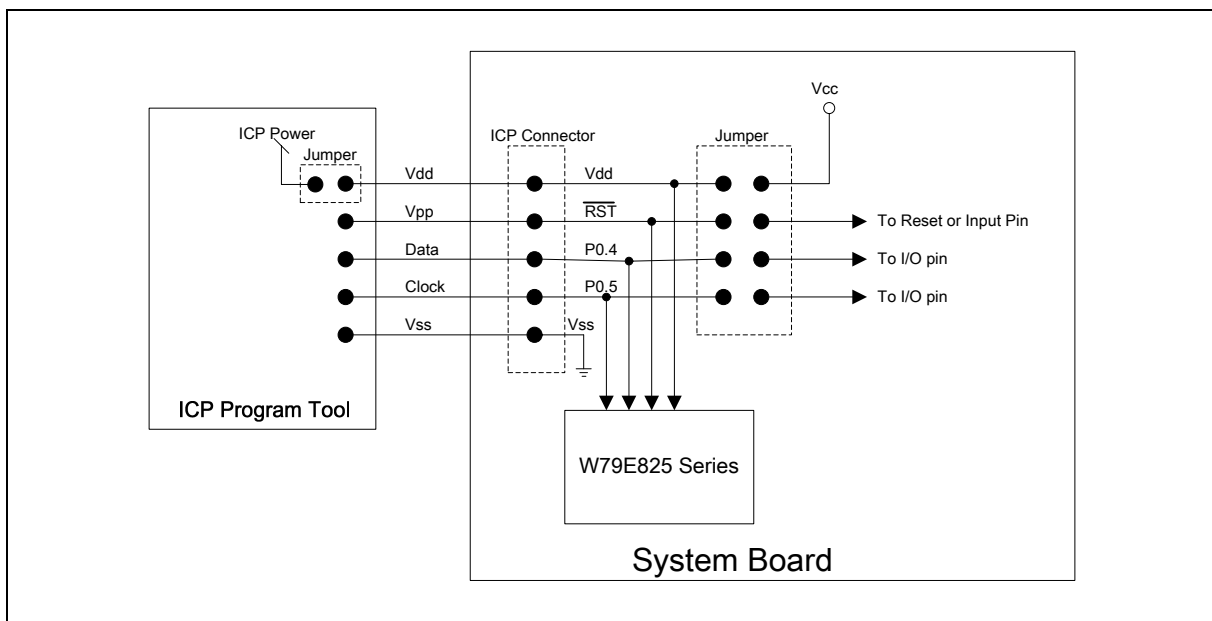 Vcc
ICP Power
ICP Connector
Jumper
Jumper
Vdd
Vdd
Vpp
RST
To Reset or Input Pin
Data
P0.4
To I/O pin
Clock
P0.5
To I/O pin
Vss
Vss
ICP Program Tool
W79E825 Series
System Board